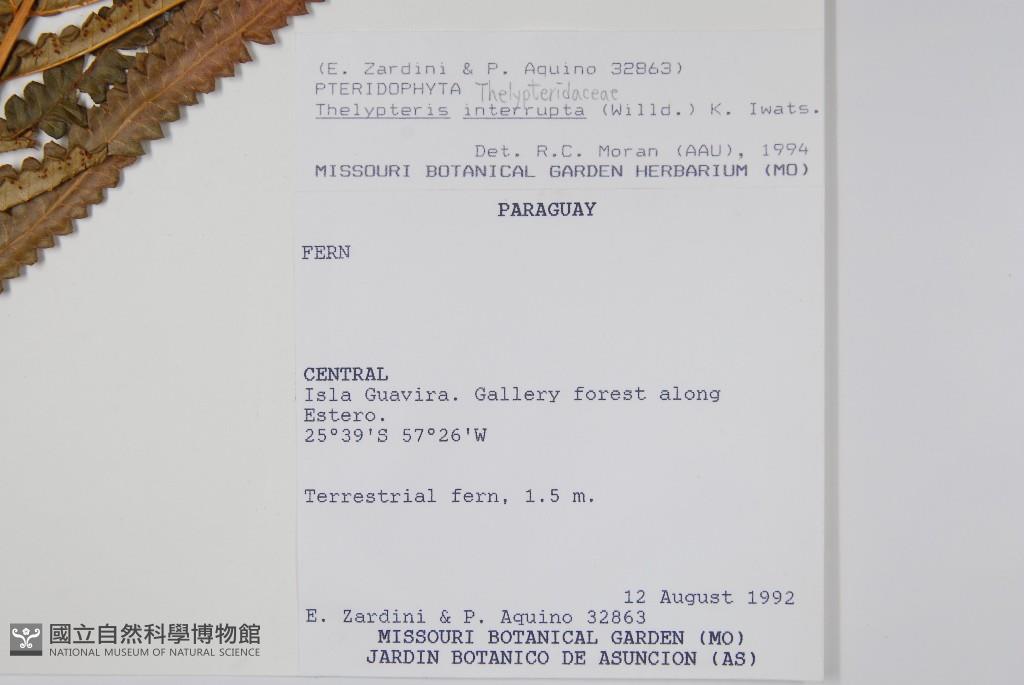 (E. Zardini & P. Aquino 32863)
PTERIDOPHYTA Thelypteridaceae
Thelypteris interrupta (Willd.) K. Iwats.
Det. R.C. Moran (AAU), 1994
MISSOURI BOTANICAL GARDEN HERBARIUM (MO)
PARAGUAY
FERN
CENTRAL
Isla Guavira. Gallery forest along
Estero.
25°39'S 57°26'W
Terrestrial fern, 1.5 m.
12 August 1992
E. Zardini & P. Aquino 32863
MISSOURI BOTANICAL GARDEN (MO)
JARDIN BOTANICO DE ASUNCION (AS)
國立自然科學博物館
NATIONAL MUSEUM OF NATURAL SCIENCE